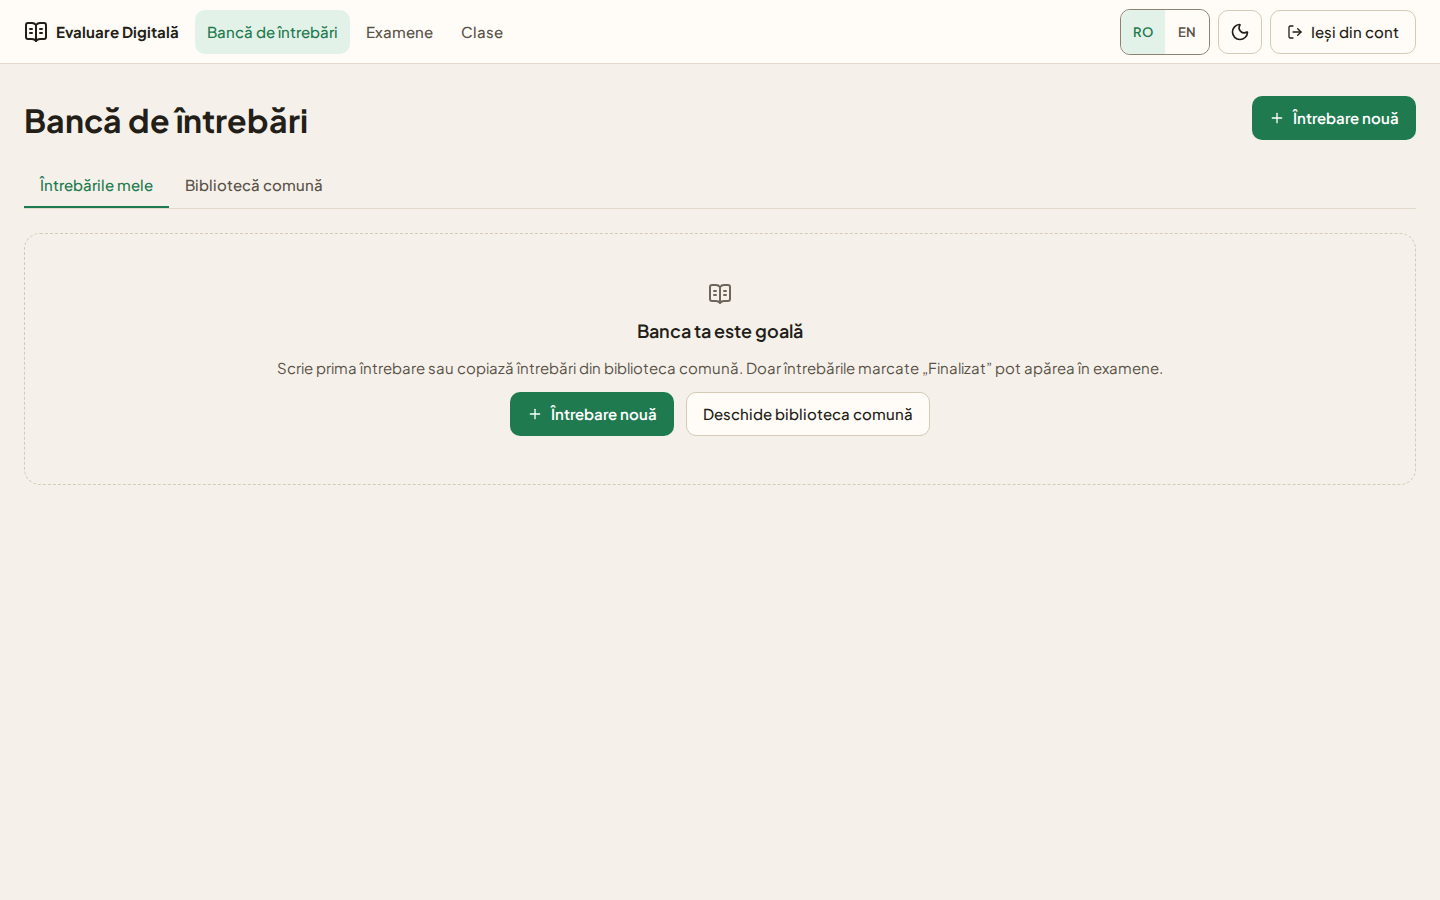 Evaluare Digitală Bancă de întrebări Examene Clase RO EN Ieși din cont
Bancă de întrebări
+ Întrebare nouă
Întrebările mele Bibliotecă comună
Banca ta este goală
Scrie prima întrebare sau copiază întrebări din biblioteca comună. Doar întrebările marcate „Finalizat” pot apărea în examene.
+ Întrebare nouă Deschide biblioteca comună